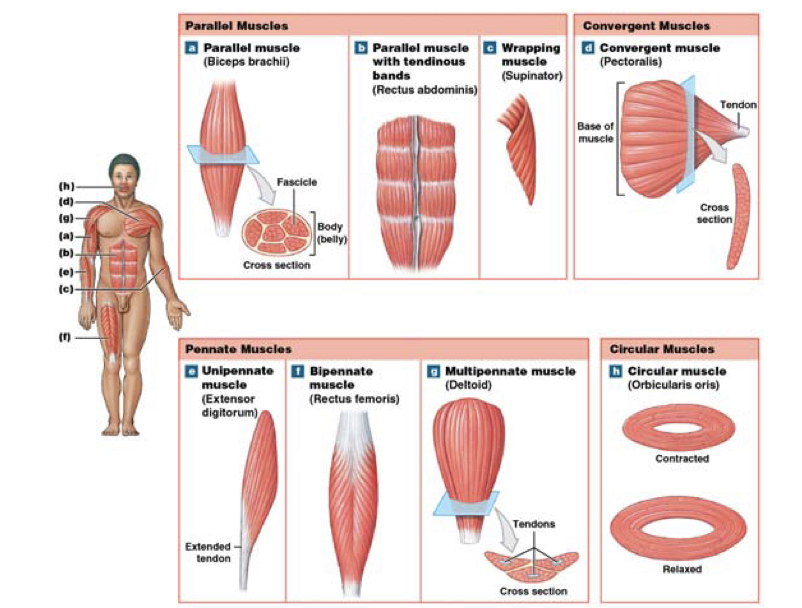 Parallel Muscles
a Parallel muscle
(Biceps brachii)
Fascicle
Body
(belly)
Cross section
b Parallel muscle
with tendinous
bands
(Rectus abdominis)
c Wrapping
muscle
(Supinator)
Convergent Muscles
d Convergent muscle
(Pectoralis)
Tendon
Base of
muscle
Cross
section
(h)
(d)
(g)
(a)
(b)
(e)
(c)
(f)
Pennate Muscles
e Unipennate
muscle
(Extensor
digitorum)
Extended
tendon
f Bipennate
muscle
(Rectus femoris)
g Multipennate muscle
(Deltoid)
Tendons
Cross section
Circular Muscles
h Circular muscle
(Orbicularis oris)
Contracted
Relaxed